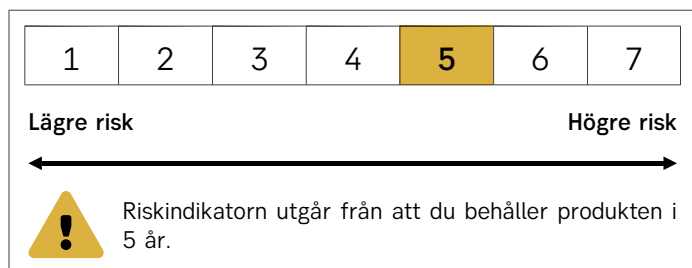 1 2 3 4 5 6 7
Lägre risk Högre risk
Riskindikatorn utgår från att du behåller produkten i
5 år.